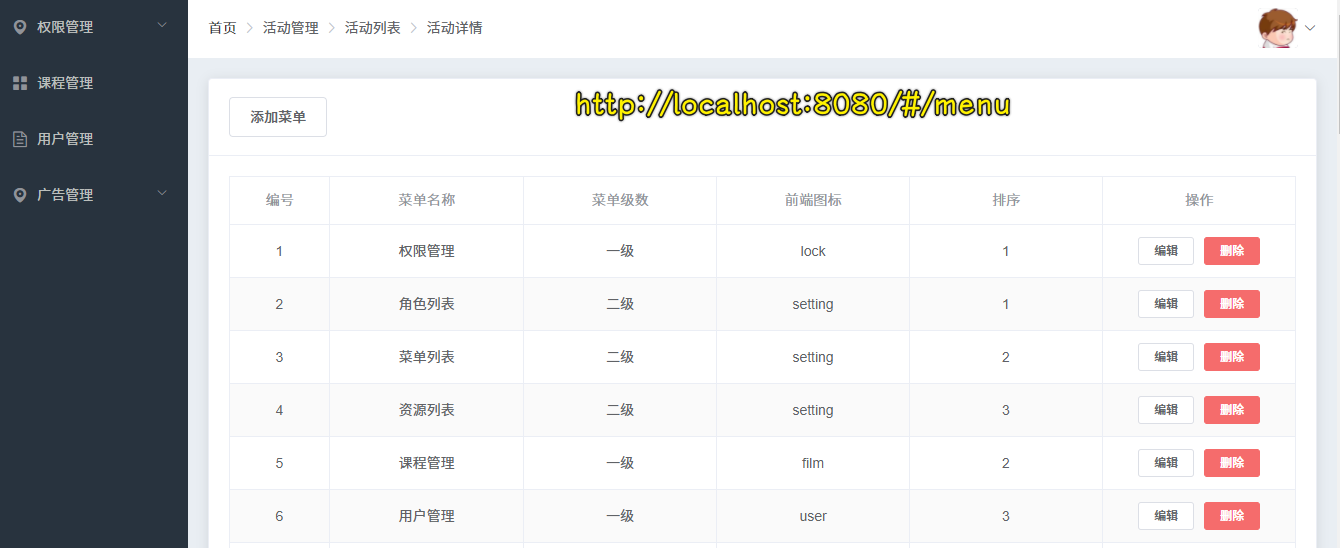 权限管理
课程管理
用户管理
广告管理
首页 > 活动管理 > 活动列表 > 活动详情
添加菜单
http://localhost:8080/#/menu
编号 菜单名称 菜单级数 前端图标 排序 操作
1 权限管理 一级 lock 1 编辑 删除
2 角色列表 二级 setting 1 编辑 删除
3 菜单列表 二级 setting 2 编辑 删除
4 资源列表 二级 setting 3 编辑 删除
5 课程管理 一级 film 2 编辑 删除
6 用户管理 一级 user 3 编辑 删除